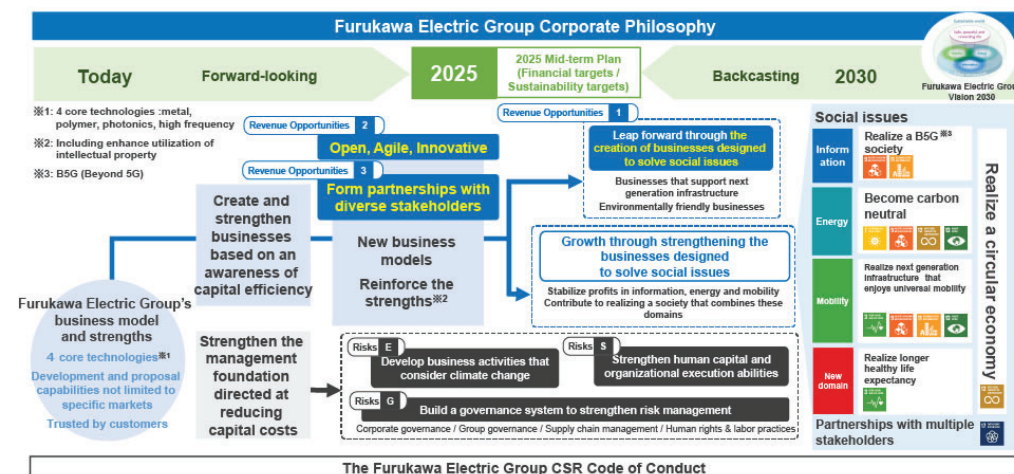 Furukawa Electric Group Corporate Philosophy
Today
Forward-looking
2025
2025 Mid-term Plan
(Financial targets /
Sustainability targets)
Backcasting
2030
Furukawa Electric Group
Vision 2030
※1: 4 core technologies :metal,
polymer, photonics, high frequency
※2: Including enhance utilization of
intellectual property
※3: B5G (Beyond 5G)
Revenue Opportunities 2
Open, Agile, Innovative
Revenue Opportunities 3
Form partnerships with
diverse stakeholders
Create and
strengthen
businesses
based on an
awareness of
capital efficiency
New business
models
Reinforce the
strengths※2
Revenue Opportunities 1
Leap forward through the
creation of businesses designed
to solve social issues
Businesses that support next
generation infrastructure
Environmentally friendly businesses
Growth through strengthening the
businesses designed
to solve social issues
Stabilize profits in information, energy and mobility
Contribute to realizing a society that combines these
domains
Furukawa Electric Group's
business model
and strengths
4 core technologies※1
Development and proposal
capabilities not limited to
specific markets
Trusted by customers
Strengthen the
management
foundation
directed at
reducing
capital costs
Risks E
Develop business activities that
consider climate change
Risks S
Strengthen human capital and
organizational execution abilities
Risks G
Build a governance system to strengthen risk management
Corporate governance / Group governance / Supply chain management / Human rights & labor practices
Social issues
Inform
ation
Realize a B5G※3
society
Energy
Become carbon
neutral
Mobility
Realize next generation
infrastructure that
enjoys universal mobility
New
domain
Realize longer
healthy life
expectancy
Realize a circular economy
Partnerships with multiple
stakeholders
The Furukawa Electric Group CSR Code of Conduct